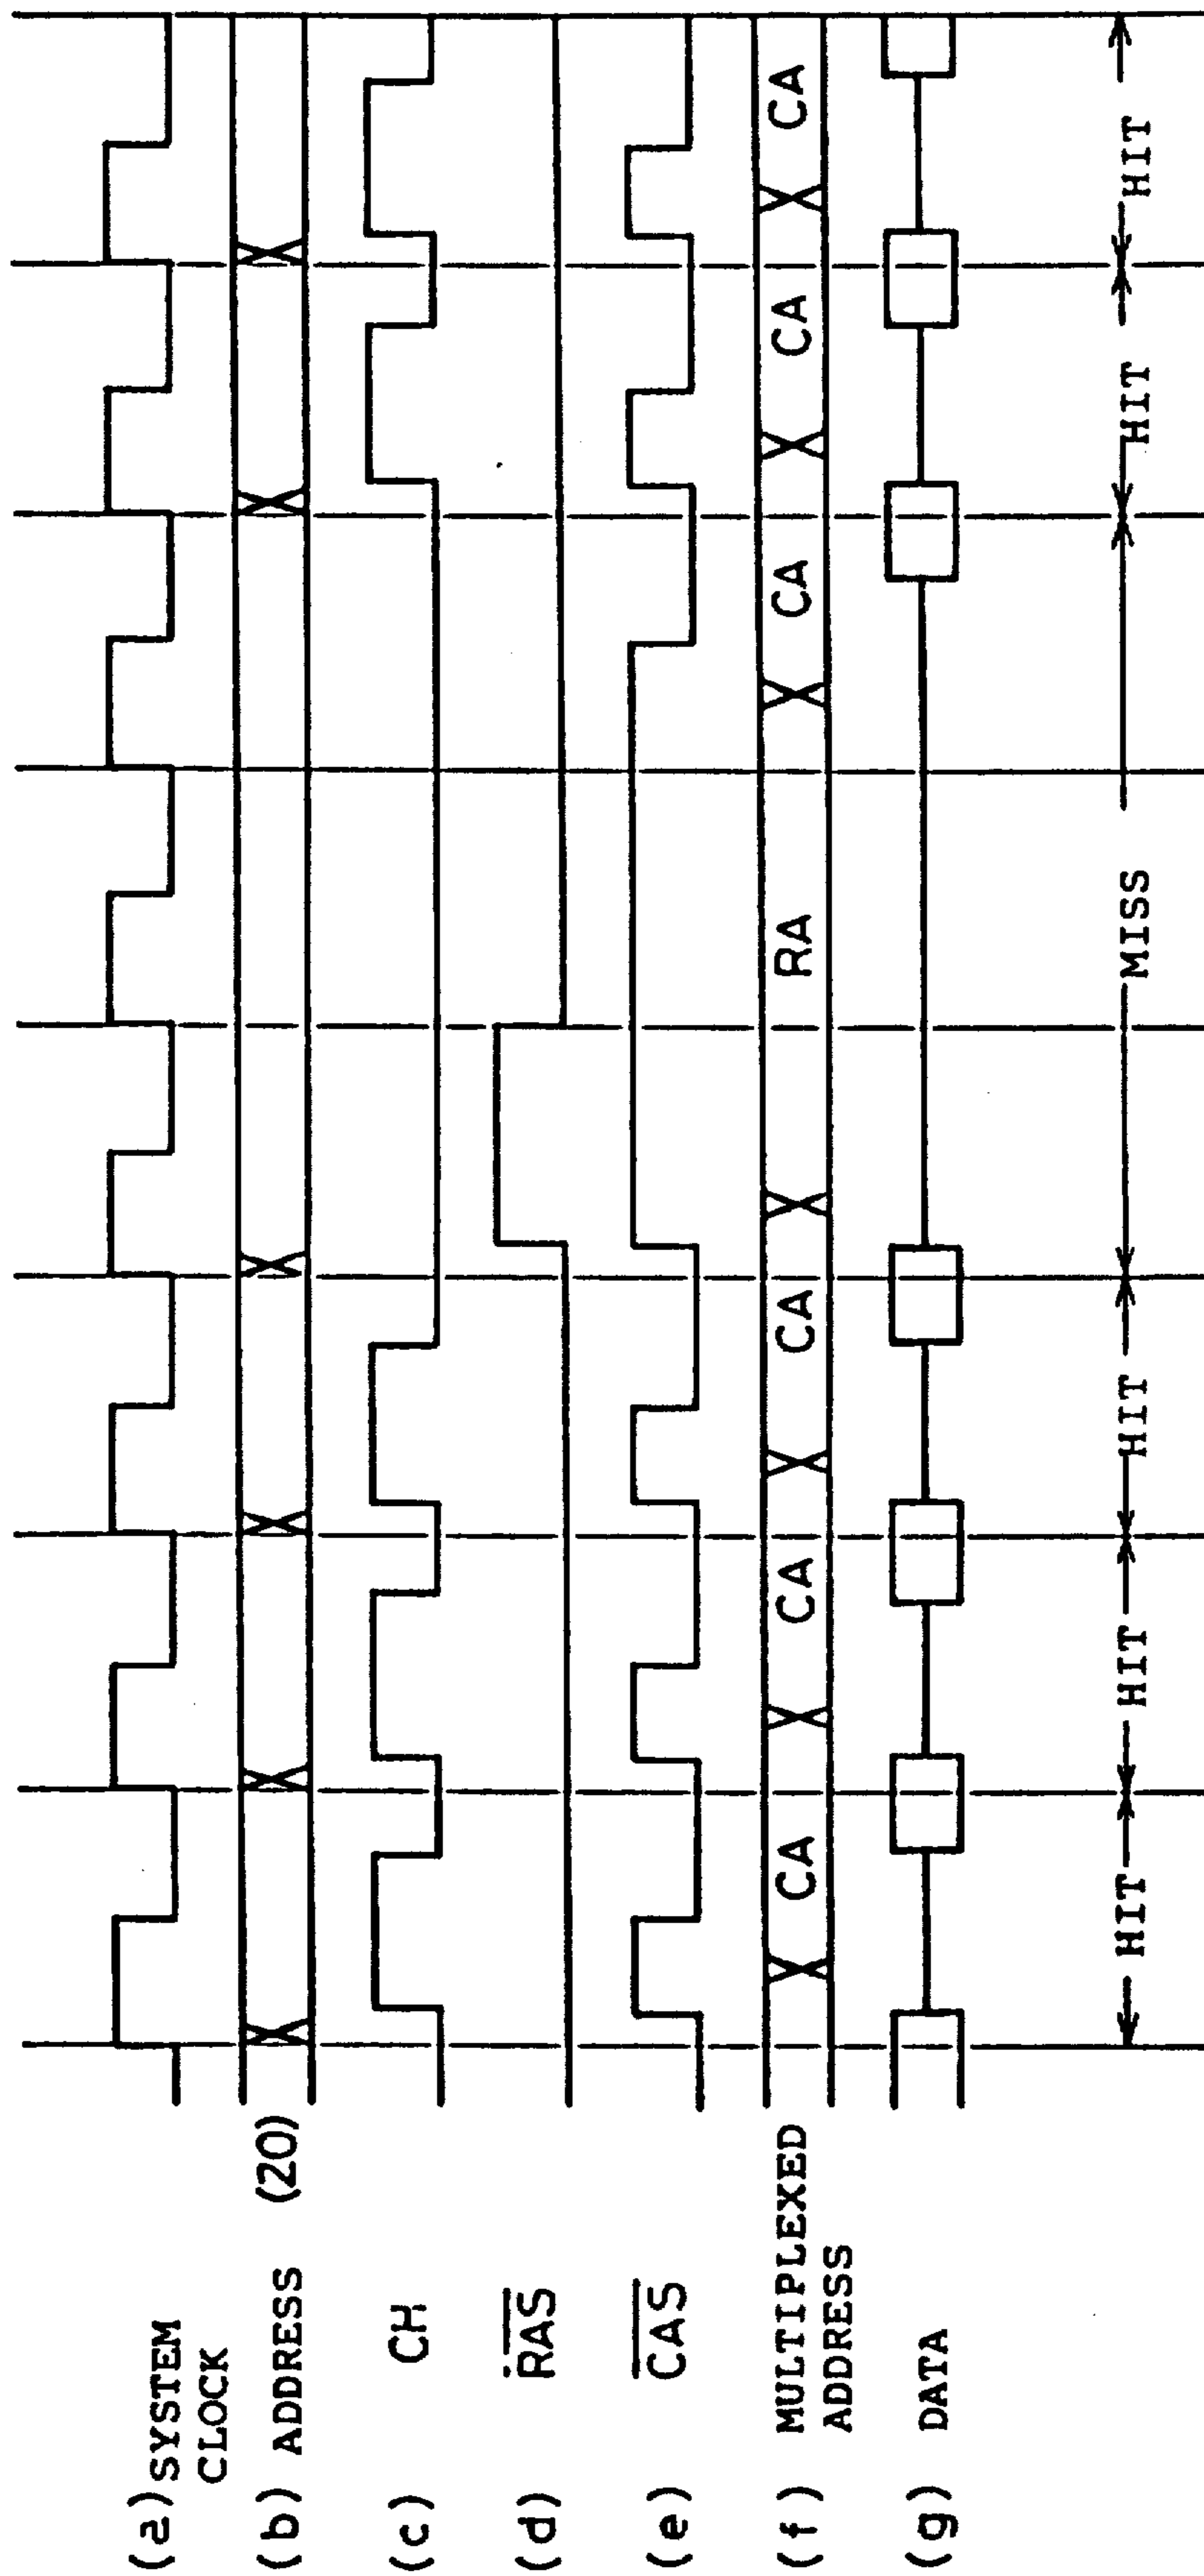 (a) SYSTEM
CLOCK
(b) ADDRESS (20)
(c) CH
(d) RAS
(e) CAS
(f) MULTIPLEXED
ADDRESS
CA CA CA RA CA CA CA
(g) DATA
HIT HIT HIT MISS HIT HIT